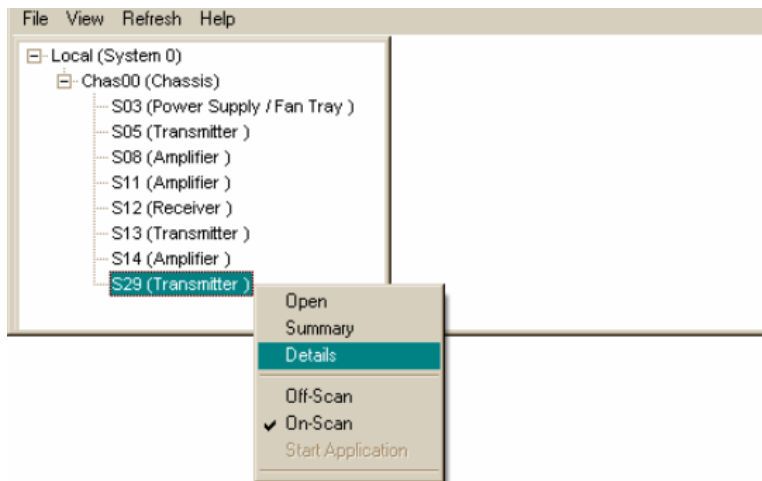 File View Refresh Help
Local (System 0)
Chas00 (Chassis)
S03 (Power Supply / Fan Tray )
S05 (Transmitter )
S08 (Amplifier )
S11 (Amplifier )
S12 (Receiver )
S13 (Transmitter )
S14 (Amplifier )
S29 (Transmitter )
Open
Summary
Details
Off-Scan
On-Scan
Start Application